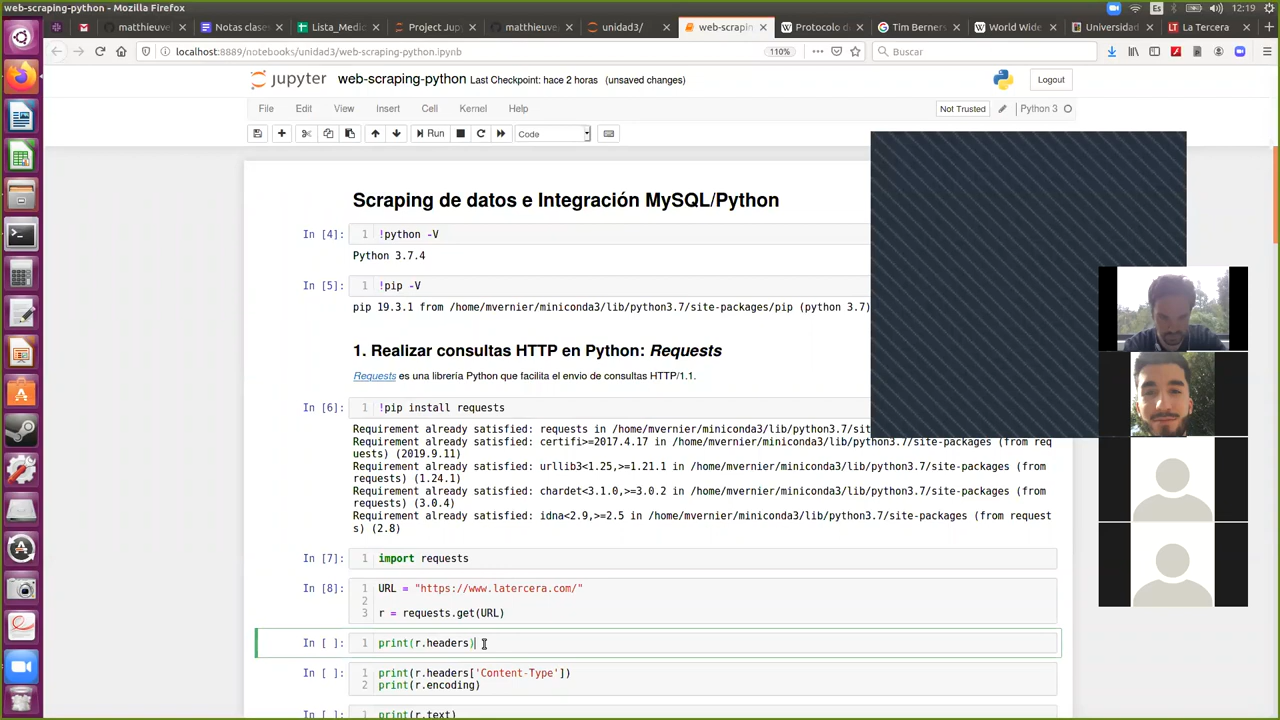 web-scraping-python - Mozilla Firefox
Es
12:19
matthieuve
Notas clase
Lista_Medic
Project Jup
matthieuve
unidad3/
web-scrapin
Protocolo d
Tim Berners
World Wide
Universidad
LT La Tercera
localhost:8889/notebooks/unidad3/web-scraping-python.ipynb
110%
Buscar
jupyter
web-scraping-python Last Checkpoint: hace 2 horas (unsaved changes)
Logout
File Edit View Insert Cell Kernel Help
Not Trusted
Python 3
Run
Code
Scraping de datos e Integración MySQL/Python
In [4]: 1 !python -V
Python 3.7.4
In [5]: 1 !pip -V
pip 19.3.1 from /home/mvernier/miniconda3/lib/python3.7/site-packages/pip (python 3.7)
1. Realizar consultas HTTP en Python: Requests
Requests es una libreria Python que facilita el envio de consultas HTTP/1.1.
In [6]: 1 !pip install requests
Requirement already satisfied: requests in /home/mvernier/miniconda3/lib/python3.7/sit
Requirement already satisfied: certifi>=2017.4.17 in /home/mvernier/miniconda3/lib/python3.7/site-packages (from req
uests) (2019.9.11)
Requirement already satisfied: urllib3<1.25,>=1.21.1 in /home/mvernier/miniconda3/lib/python3.7/site-packages (from
requests) (1.24.1)
Requirement already satisfied: chardet<3.1.0,>=3.0.2 in /home/mvernier/miniconda3/lib/python3.7/site-packages (from
requests) (3.0.4)
Requirement already satisfied: idna<2.9,>=2.5 in /home/mvernier/miniconda3/lib/python3.7/site-packages (from request
s) (2.8)
In [7]: 1 import requests
In [8]: 1 URL = "https://www.latercera.com/"
2
3 r = requests.get(URL)
In [ ]: 1 print(r.headers)
In [ ]: 1 print(r.headers['Content-Type'])
2 print(r.encoding)
In [ ]: 1 print(r.text)